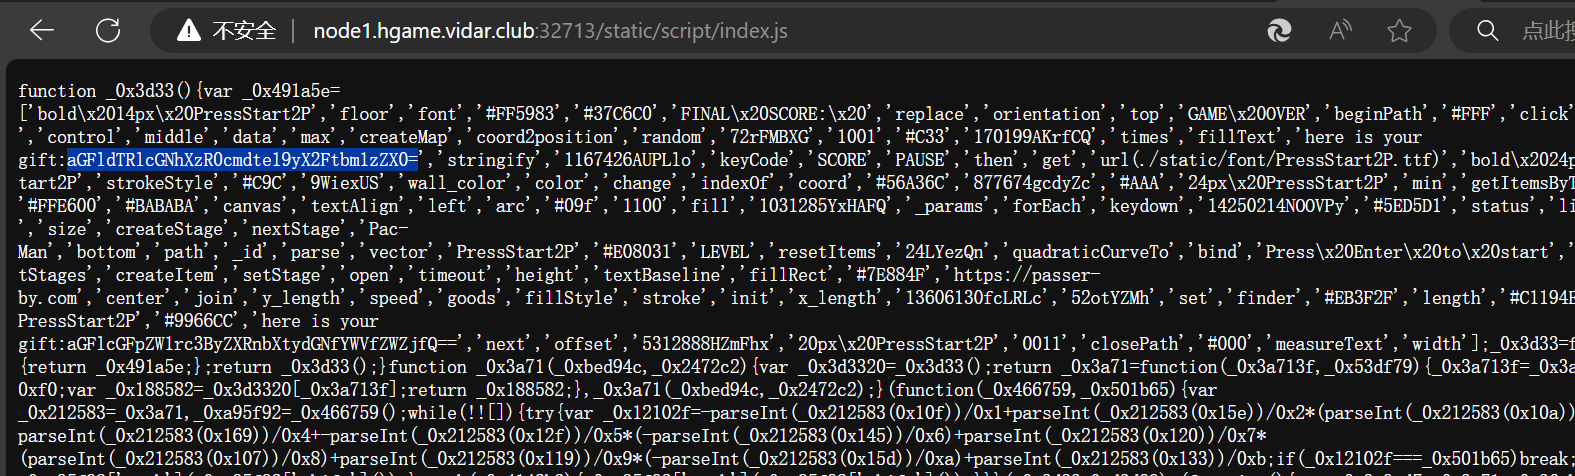 不安全 node1.hgame.vidar.club:32713/static/script/index.js 点此搜
function _0x3d33(){var _0x491a5e=
['bold\x2014px\x20PressStart2P','floor','font','#FF5983','#37C6C0','FINAL\x20SCORE:\x20','replace','orientation','top','GAME\x20OVER','beginPath','#FFF','click
','control','middle','data','max','createMap','coord2position','random','72rFMBXG','1001','#C33','170199AKrfCQ','times','fillText','here is your
gift:aGFldTRlcGNhXzR0cmdte19yX2Ftbm1zZX0=','stringify','1167426AUPLlo','keyCode','SCORE','PAUSE','then','get','url(./static/font/PressStart2P.ttf)','bold\x2024p
tart2P','strokeStyle','#C9C','9WiexUS','wall_color','color','change','indexOf','coord','#56A36C','877674gcdyZc','#AAA','24px\x20PressStart2P','min','getItemsByT
'#FFE600','#BABABA','canvas','textAlign','left','arc','#09f','1100','fill','1031285YxHAFQ','_params','forEach','keydown','14250214NOOVPy','#5ED5D1','status','li
','size','createStage','nextStage','Pac-
Man','bottom','path','_id','parse','vector','PressStart2P','#E08031','LEVEL','resetItems','24LYezQn','quadraticCurveTo','bind','Press\x20Enter\x20to\x20start','
tStages','createItem','setStage','open','timeout','height','textBaseline','fillRect','#7E884F','https://passer-
by.com','center','join','y_length','speed','goods','fillStyle','stroke','init','x_length','13606130fcLRLc','52otYZMh','set','finder','#EB3F2F','length','#C1194E
PressStart2P','#9966CC','here is your
gift:aGFlcGFpZWlrc3ByZXRnbXtydGNfYWVfZWZjfQ==','next','offset','5312888HZmFhx','20px\x20PressStart2P','0011','closePath','#000','measureText','width'];_0x3d33=f
{return _0x491a5e;};return _0x3d33();}function _0x3a71(_0xbed94c,_0x2472c2){var _0x3d3320=_0x3d33();return _0x3a71=function(_0x3a713f,_0x53df79){_0x3a713f=_0x3a
0xf0;var _0x188582=_0x3d3320[_0x3a713f];return _0x188582;},_0x3a71(_0xbed94c,_0x2472c2);}(function(_0x466759,_0x501b65){var
_0x212583=_0x3a71,_0xa95f92=_0x466759();while(!![]){try{var _0x12102f=-parseInt(_0x212583(0x10f))/0x1+parseInt(_0x212583(0x15e))/0x2*(parseInt(_0x212583(0x10a))
parseInt(_0x212583(0x169))/0x4+-parseInt(_0x212583(0x12f))/0x5*(-parseInt(_0x212583(0x145))/0x6)+parseInt(_0x212583(0x120))/0x7*
(parseInt(_0x212583(0x107))/0x8)+parseInt(_0x212583(0x119))/0x9*(-parseInt(_0x212583(0x15d))/0xa)+parseInt(_0x212583(0x133))/0xb;if(_0x12102f===_0x501b65)break;